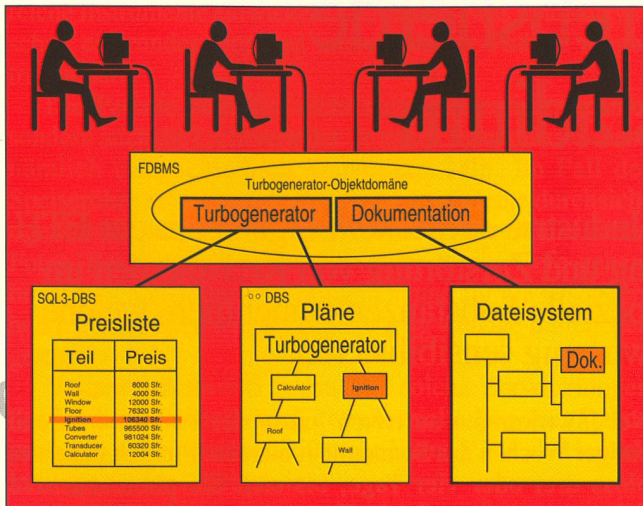 FDBMS
Turbogenerator-Objektdomäne
Turbogenerator Dokumentation
SQL3-DBS
Preisliste
Teil Preis
Roof 8000 Sfr.
Wall 4000 Sfr.
Window 12000 Sfr.
Floor 76320 Sfr.
Ignition 106340 Sfr.
Tubes 965500 Sfr.
Converter 981024 Sfr.
Transducer 60320 Sfr.
Calculator 12004 Sfr.
oo DBS
Pläne
Turbogenerator
Calculator Ignition
Roof
Wall
Dateisystem
Dok.